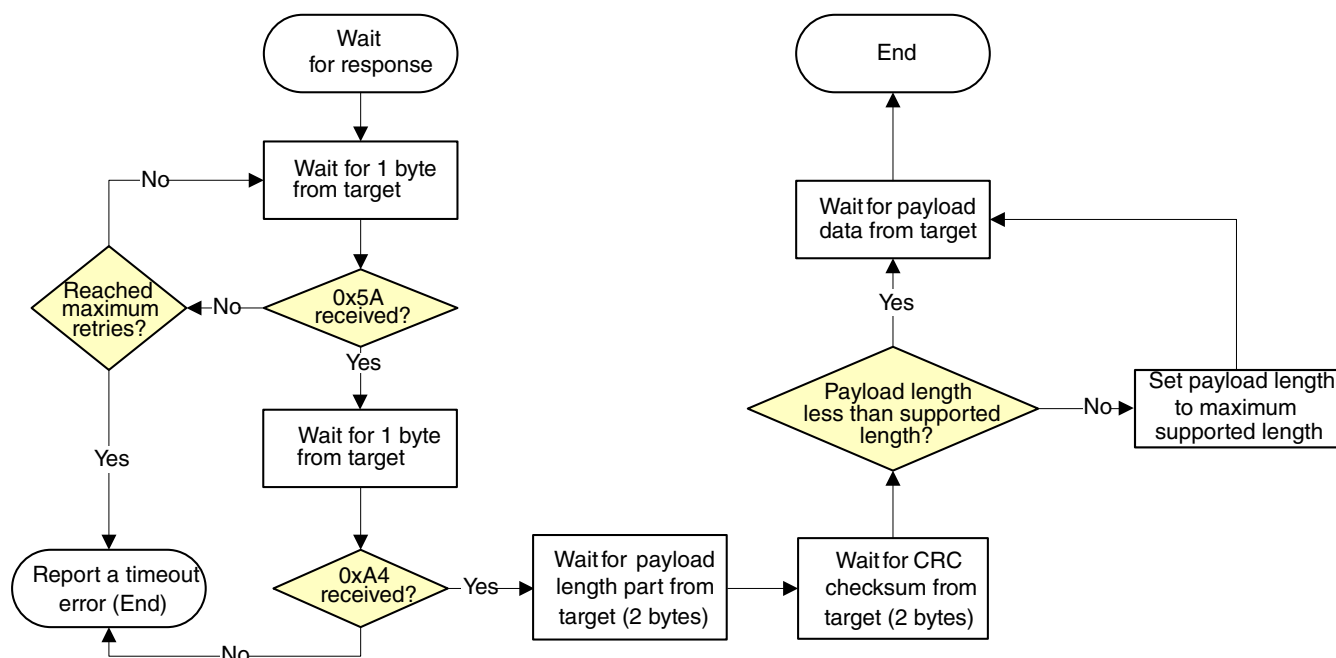 Wait
for response
Wait for 1 byte
from target
No
Reached
maximum
retries?
No
0x5A
received?
Yes
Yes
Wait for 1 byte
from target
Report a timeout
error (End)
0xA4
received?
No
Yes
Wait for payload
length part from
target (2 bytes)
Wait for CRC
checksum from
target (2 bytes)
Payload length
less than supported
length?
No
Set payload length
to maximum
supported length
Yes
Wait for payload
data from target
End